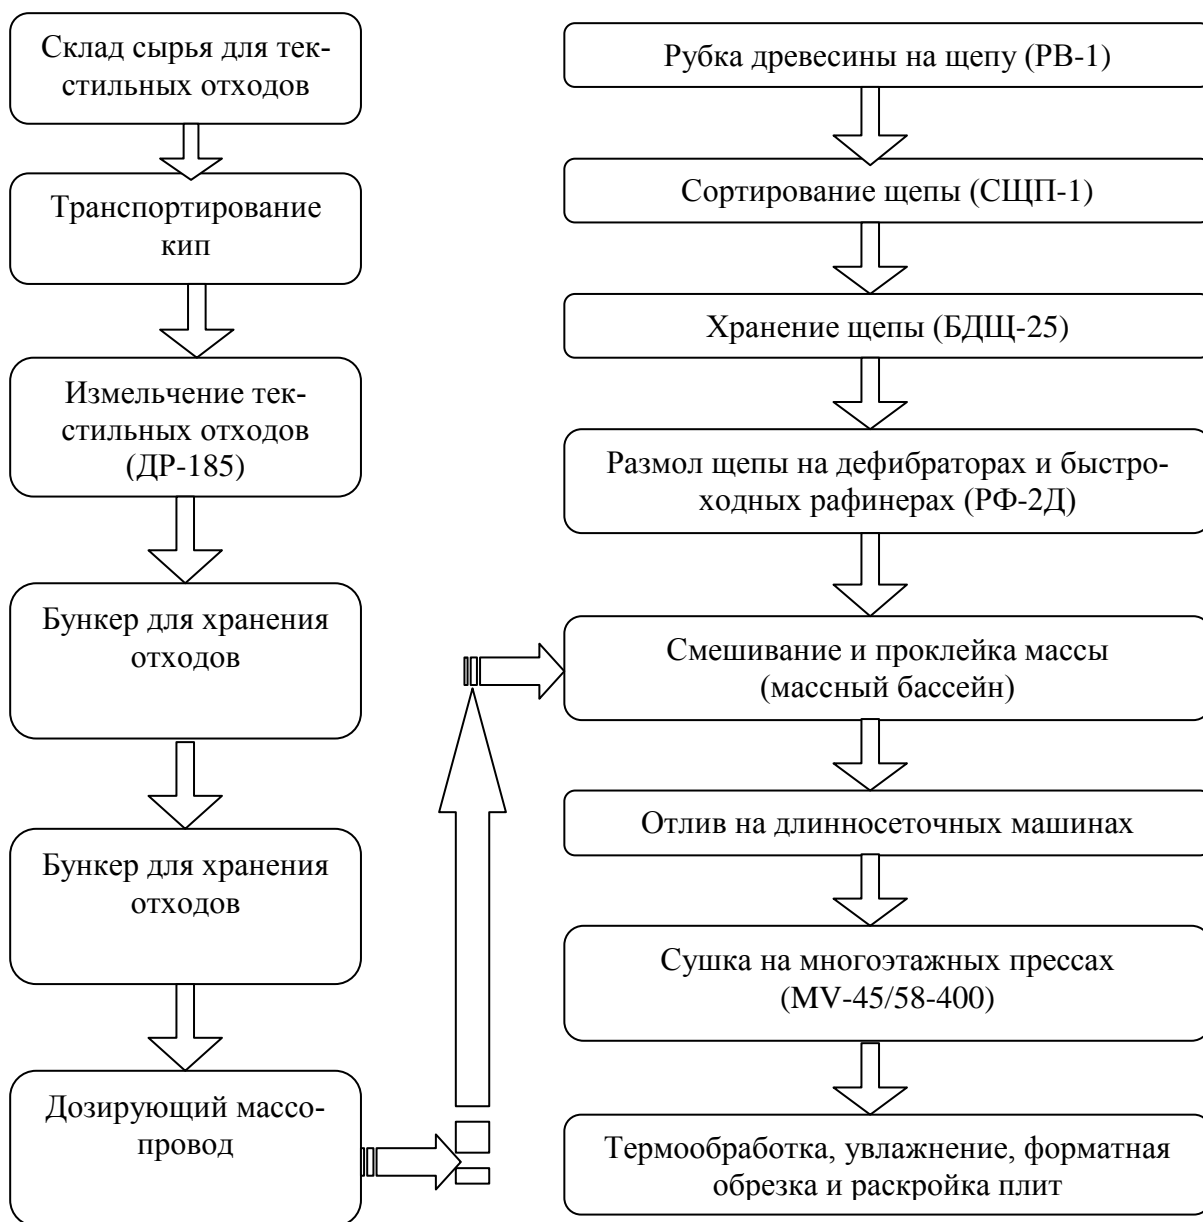 Склад сырья для тек-
стильных отходов
Транспортирование
кип
Измельчение тек-
стильных отходов
(ДР-185)
Бункер для хранения
отходов
Бункер для хранения
отходов
Дозирующий массо-
провод
Рубка древесины на щепу (РВ-1)
Сортирование щепы (СЩП-1)
Хранение щепы (БДЩ-25)
Размол щепы на дефибраторах и быстро-
ходных рафинерах (РФ-2Д)
Смешивание и проклейка массы
(массный бассейн)
Отлив на длинносеточных машинах
Сушка на многоэтажных прессах
(MV-45/58-400)
Термообработка, увлажнение, форматная
обрезка и раскройка плит